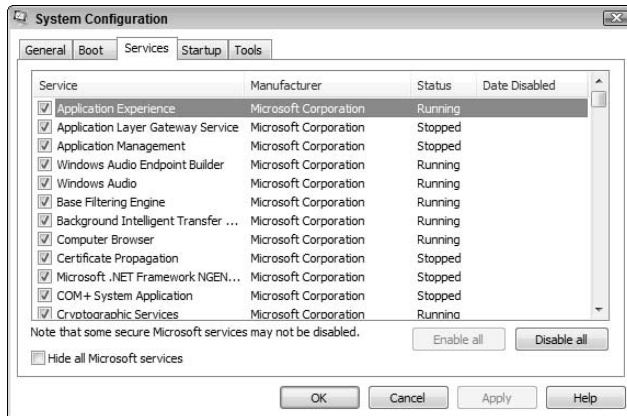 System Configuration
General Boot Services Startup Tools
Service Manufacturer Status Date Disabled
Application Experience Microsoft Corporation Running
Application Layer Gateway Service Microsoft Corporation Stopped
Application Management Microsoft Corporation Stopped
Windows Audio Endpoint Builder Microsoft Corporation Running
Windows Audio Microsoft Corporation Running
Base Filtering Engine Microsoft Corporation Running
Background Intelligent Transfer ... Microsoft Corporation Running
Computer Browser Microsoft Corporation Running
Certificate Propagation Microsoft Corporation Stopped
Microsoft .NET Framework NGEN... Microsoft Corporation Stopped
COM+ System Application Microsoft Corporation Stopped
Cryptographic Services Microsoft Corporation Running
Note that some secure Microsoft services may not be disabled.
Enable all Disable all
Hide all Microsoft services
OK Cancel Apply Help